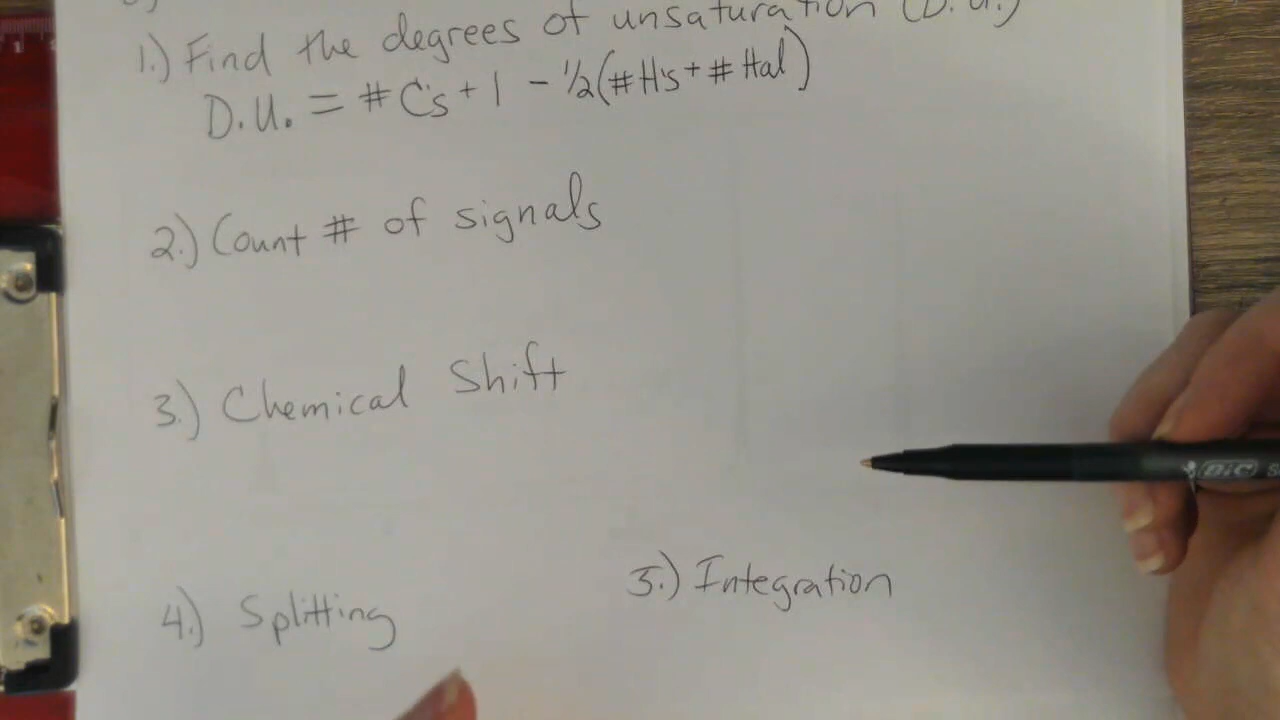 1.) Find the degrees of unsaturation (D.U.)
D.U. = # C's + 1 - 1/2(#H's + # Hal)
2.) Count # of signals
3.) Chemical Shift
4.) Splitting
5.) Integration
BIC